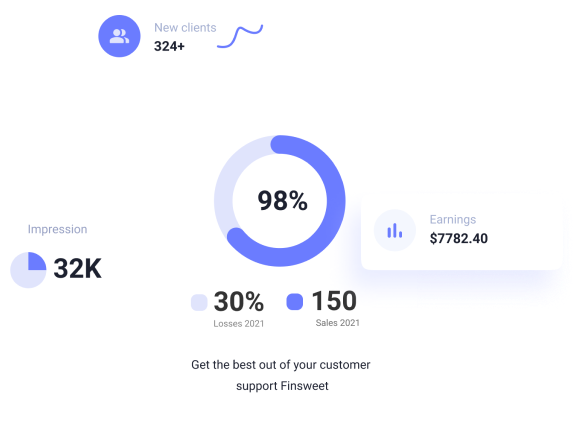 New clients
324+
98%
Earnings
$7782.40
Impression
32K
30%
Losses 2021
150
Sales 2021
Get the best out of your customer
support Finsweet